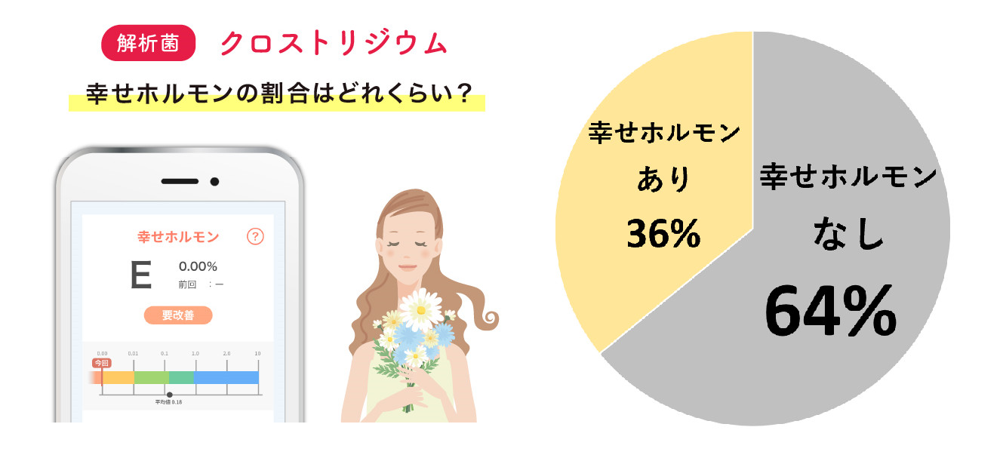 解析菌 クロストリジウム
幸せホルモンの割合はどれくらい？
幸せホルモン ?
E 0.00%
前回 ：ー
要改善
0.00 0.01 0.1 1.0 2.0 10
今回
平均値 0.18
幸せホルモン
あり
36%
幸せホルモン
なし
64%